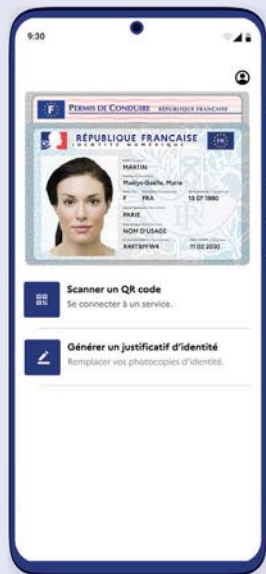 9:30
F PERMIS DE CONDUIRE RÉPUBLIQUE FRANÇAISE
RÉPUBLIQUE FRANÇAISE FR
IDENTITÉ NUMÉRIQUE
MARTIN
Maëlys-Gaëlle, Marie
F FRA 13 07 1990
PARIS
NOM D'USAGE
11 02 2030
Scanner un QR code
Se connecter à un service.
Générer un justificatif d'identité
Remplacer vos photocopies d'identité.